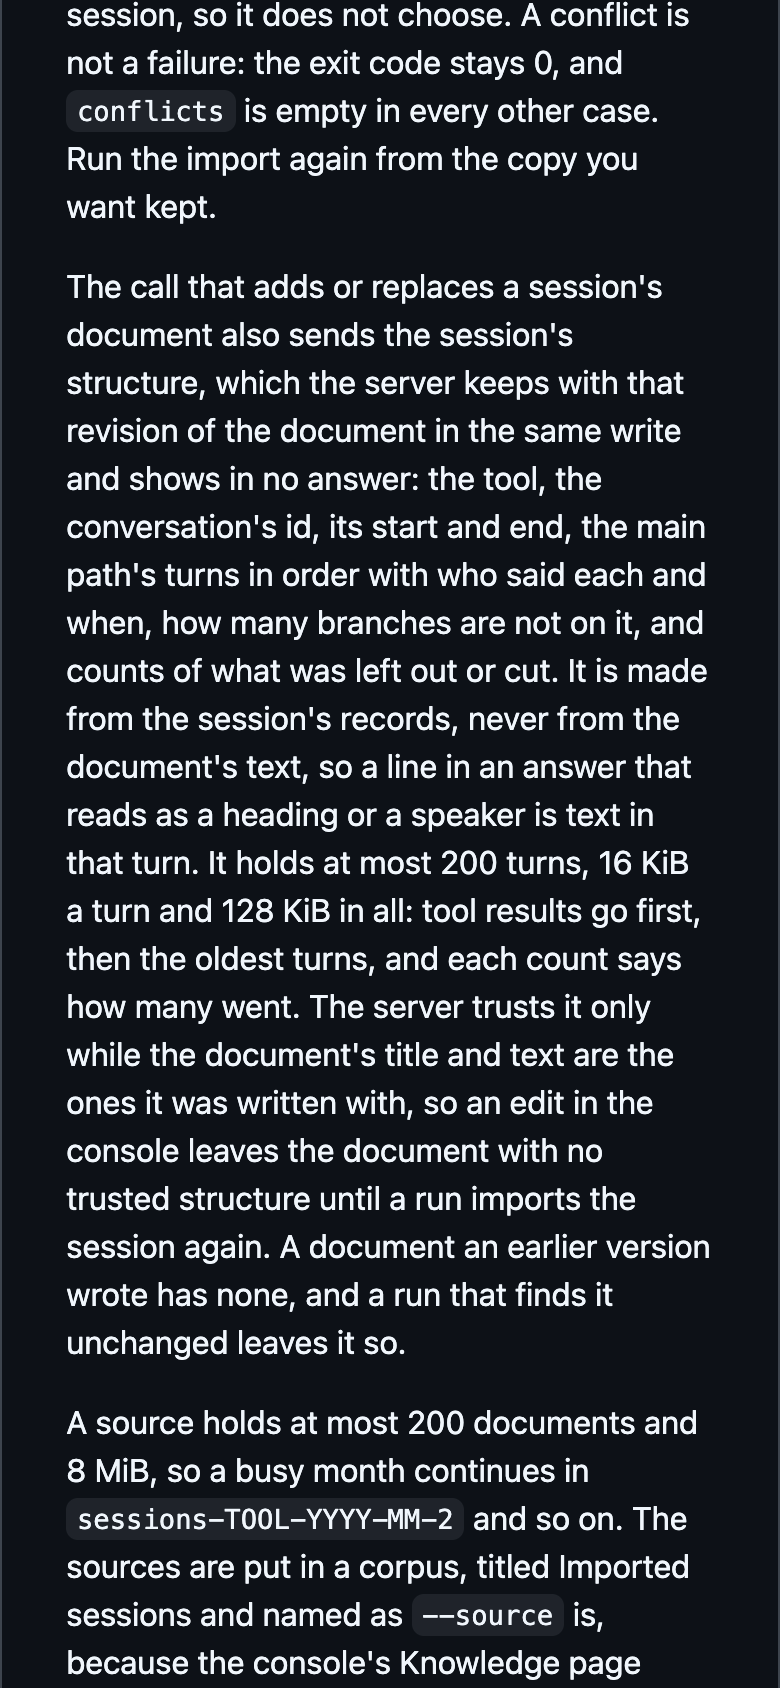 session, so it does not choose. A conflict is
not a failure: the exit code stays 0, and
conflicts is empty in every other case.
Run the import again from the copy you
want kept.
The call that adds or replaces a session's
document also sends the session's
structure, which the server keeps with that
revision of the document in the same write
and shows in no answer: the tool, the
conversation's id, its start and end, the main
path's turns in order with who said each and
when, how many branches are not on it, and
counts of what was left out or cut. It is made
from the session's records, never from the
document's text, so a line in an answer that
reads as a heading or a speaker is text in
that turn. It holds at most 200 turns, 16 KiB
a turn and 128 KiB in all: tool results go first,
then the oldest turns, and each count says
how many went. The server trusts it only
while the document's title and text are the
ones it was written with, so an edit in the
console leaves the document with no
trusted structure until a run imports the
session again. A document an earlier version
wrote has none, and a run that finds it
unchanged leaves it so.
A source holds at most 200 documents and
8 MiB, so a busy month continues in
sessions-TOOL-YYYY-MM-2 and so on. The
sources are put in a corpus, titled Imported
sessions and named as --source is,
because the console's Knowledge page